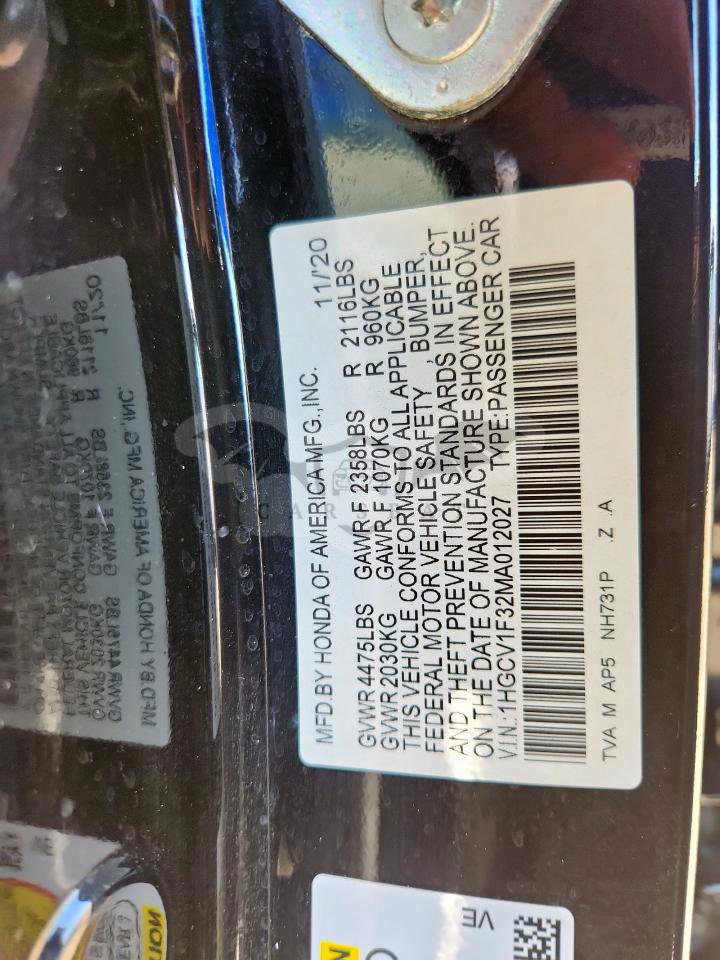 MFD.BY HONDA OF AMERICA MFG.,INC. 11/'20
GVWR 4475LBS GAWR F 2358LBS R 2116LBS
GVWR 2030KG GAWR F 1070KG R 960KG
THIS VEHICLE CONFORMS TO ALL APPLICABLE
FEDERAL MOTOR VEHICLE SAFETY , BUMPER,
AND THEFT PREVENTION STANDARDS IN EFFECT
ON THE DATE OF MANUFACTURE SHOWN ABOVE.
V.I.N.:1HGCV1F32MA012027 TYPE:PASSENGER CAR
TVA M AP5 NH731P .Z .A
VE